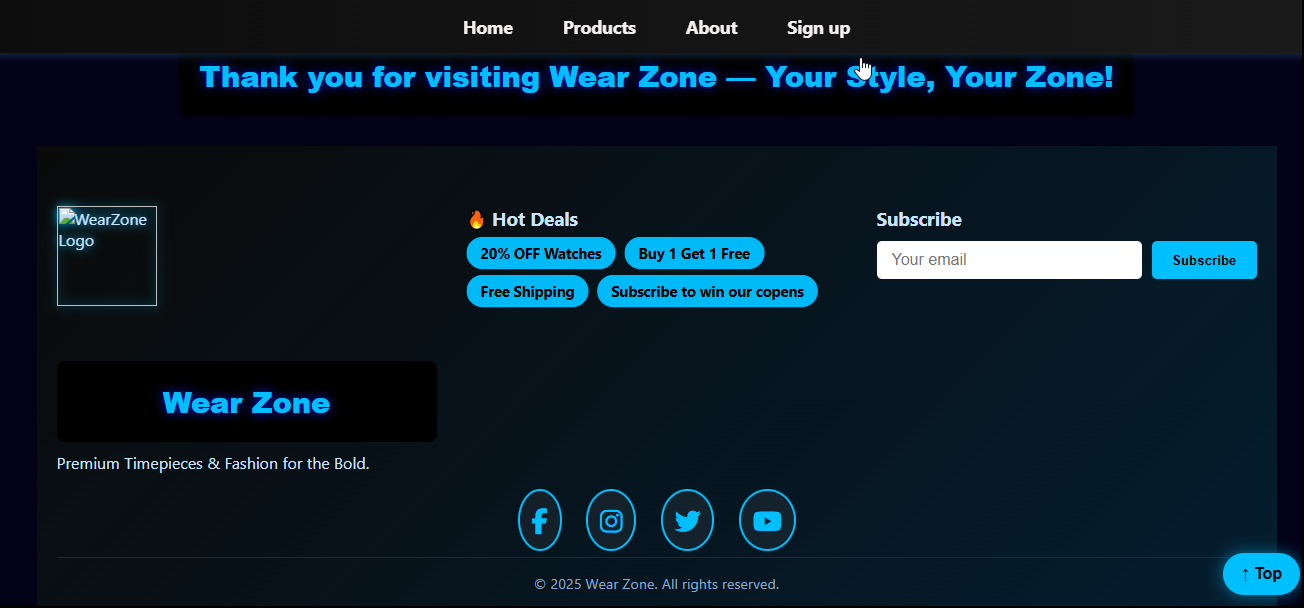 Home Products About Sign up
Thank you for visiting Wear Zone — Your Style, Your Zone!
WearZone
Logo
🔥 Hot Deals
20% OFF Watches Buy 1 Get 1 Free
Free Shipping Subscribe to win our copens
Subscribe
Your email Subscribe
Wear Zone
Premium Timepieces & Fashion for the Bold.
© 2025 Wear Zone. All rights reserved.
↑ Top